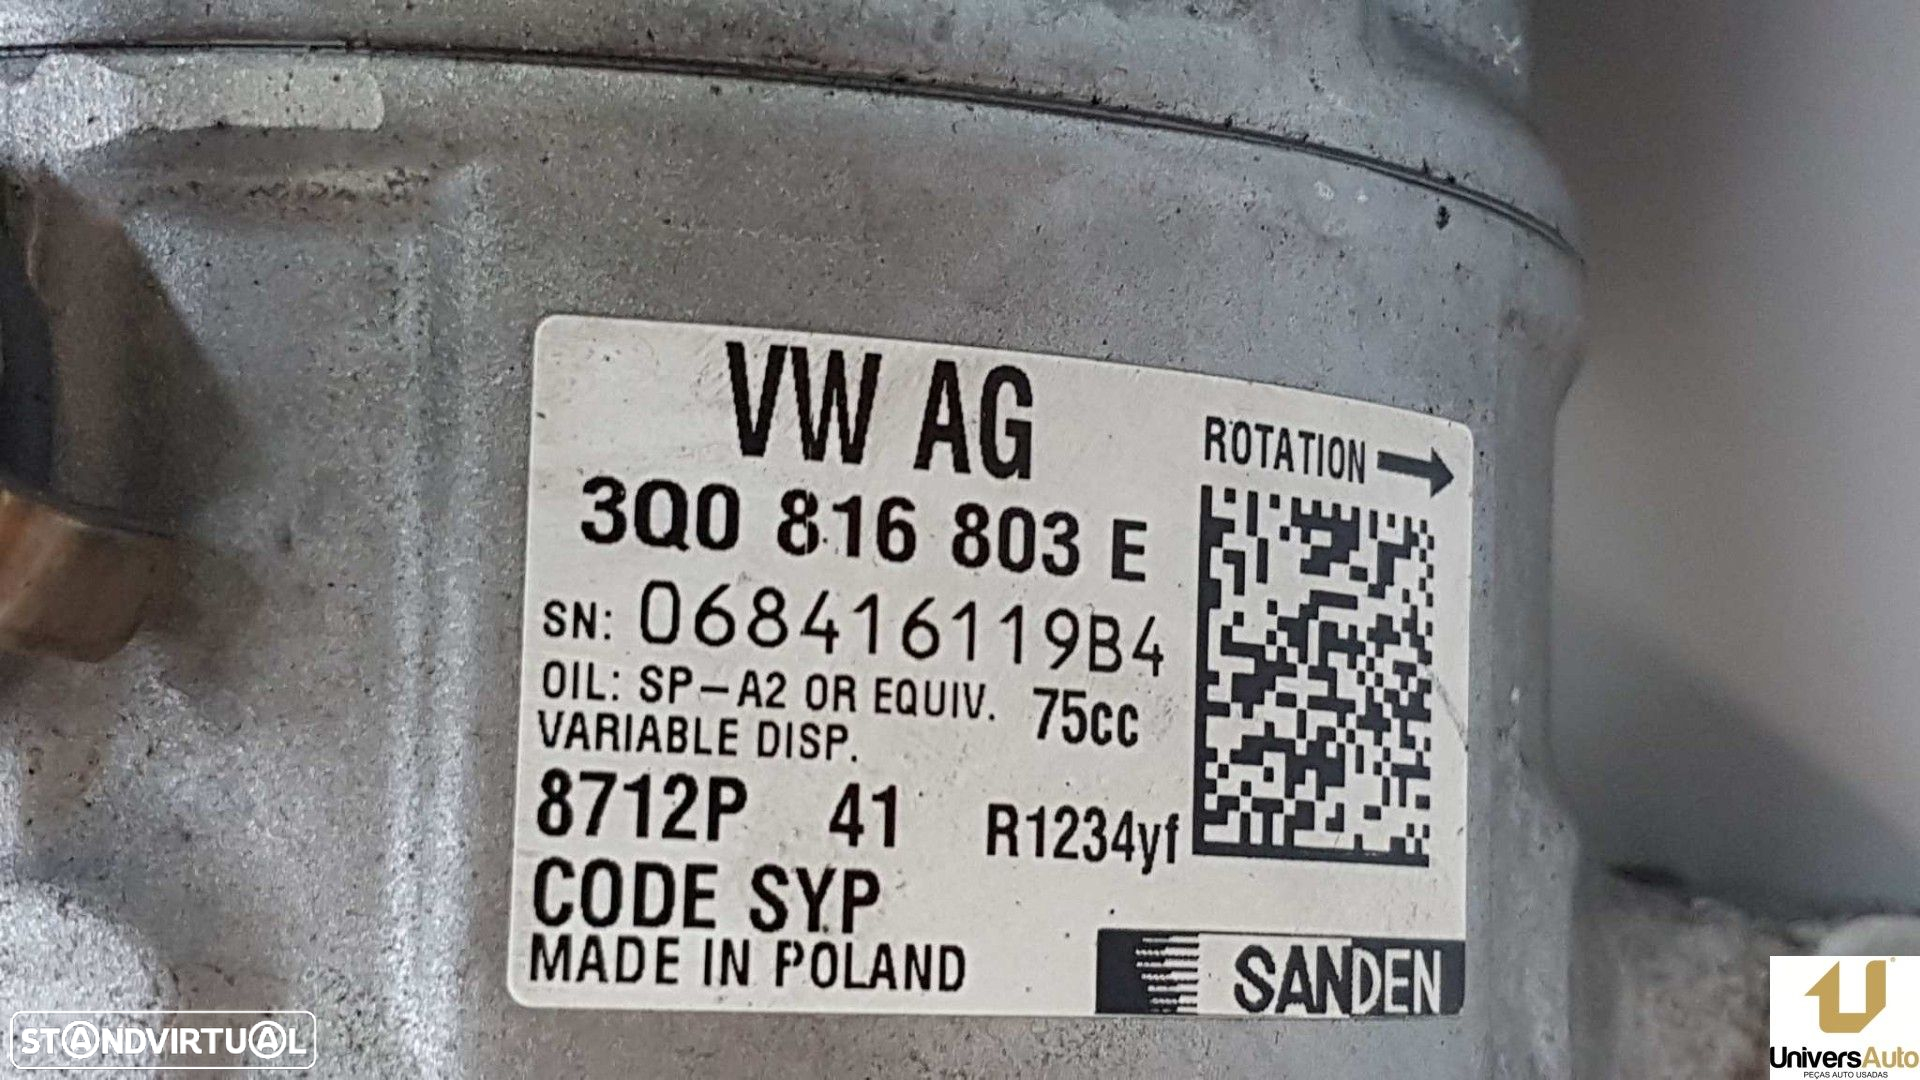 VW AG
ROTATION
3Q0 816 803 E
SN: 068416119B4
OIL: SP-A2 OR EQUIV. 75cc
VARIABLE DISP.
8712P 41 R1234yf
CODE SYP
MADE IN POLAND
SANDEN
STANDVIRTUAL
UniversAuto
PEÇAS AUTO USADAS